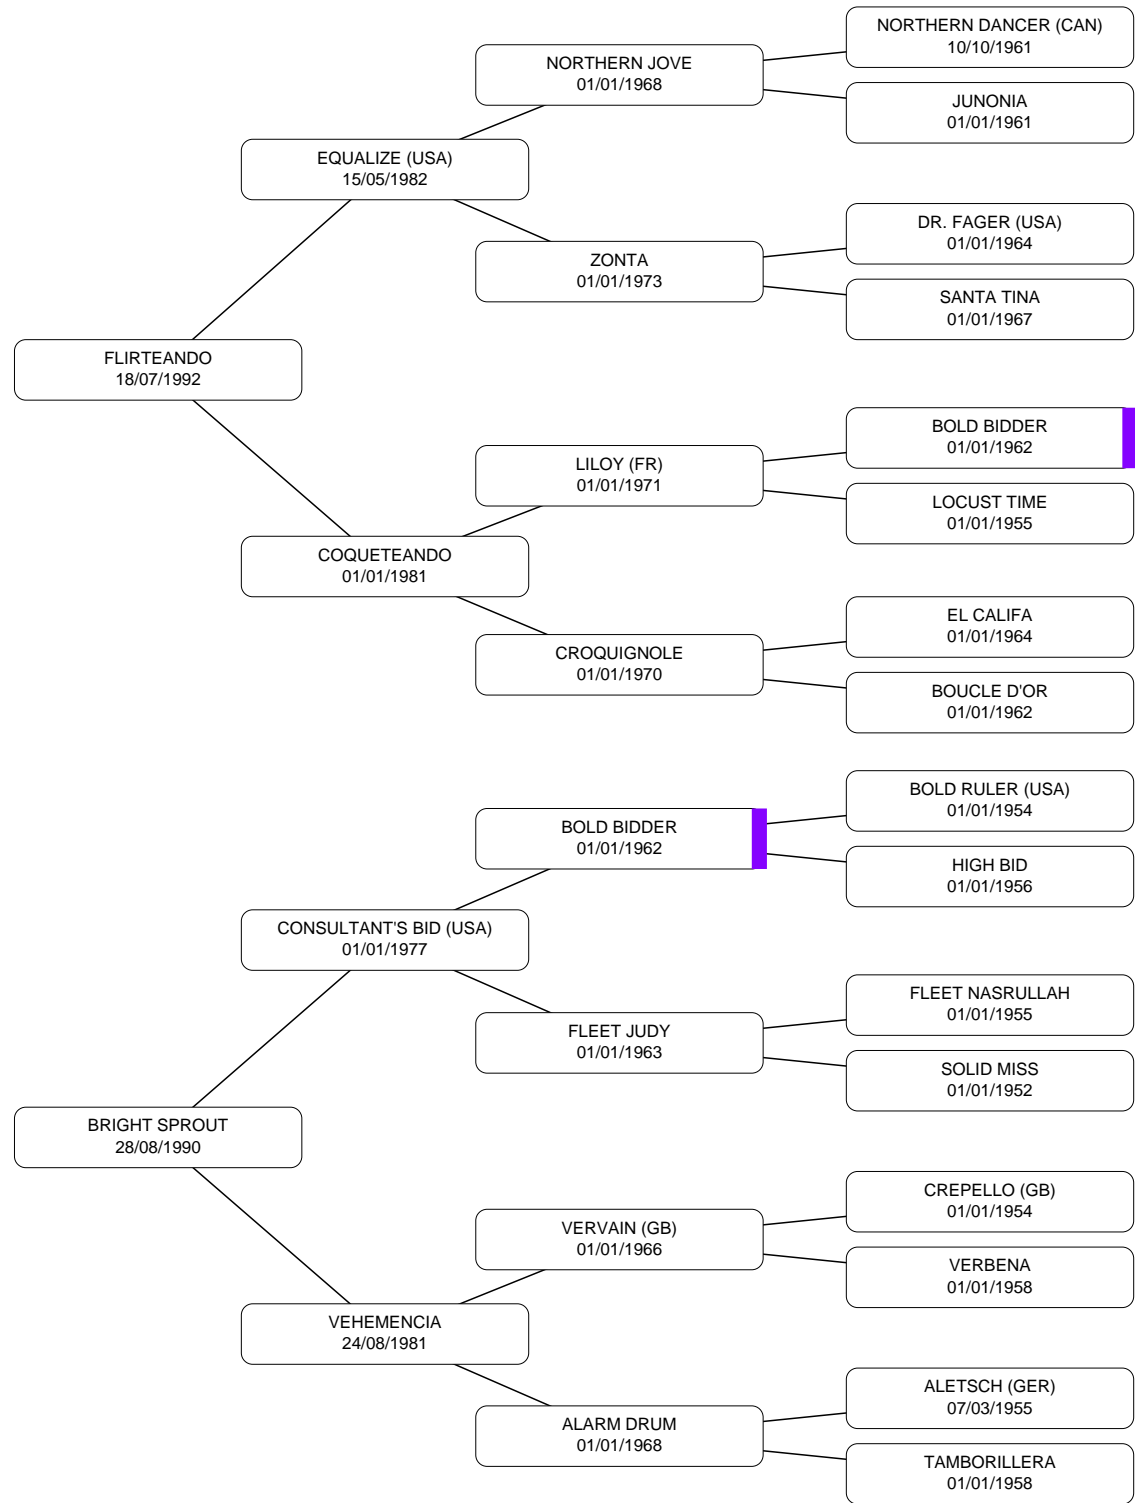 NORTHERN DANCER (CAN)
10/10/1961
NORTHERN JOVE
01/01/1968
JUNONIA
01/01/1961
EQUALIZE (USA)
15/05/1982
DR. FAGER (USA)
01/01/1964
ZONTA
01/01/1973
SANTA TINA
01/01/1967
FLIRTEANDO
18/07/1992
BOLD BIDDER
01/01/1962
LILOY (FR)
01/01/1971
LOCUST TIME
01/01/1955
COQUETEANDO
01/01/1981
EL CALIFA
01/01/1964
CROQUIGNOLE
01/01/1970
BOUCLE D'OR
01/01/1962
BOLD RULER (USA)
01/01/1954
BOLD BIDDER
01/01/1962
HIGH BID
01/01/1956
CONSULTANT'S BID (USA)
01/01/1977
FLEET NASRULLAH
01/01/1955
FLEET JUDY
01/01/1963
SOLID MISS
01/01/1952
BRIGHT SPROUT
28/08/1990
CREPELLO (GB)
01/01/1954
VERVAIN (GB)
01/01/1966
VERBENA
01/01/1958
VEHEMENCIA
24/08/1981
ALETSCH (GER)
07/03/1955
ALARM DRUM
01/01/1968
TAMBORILLERA
01/01/1958